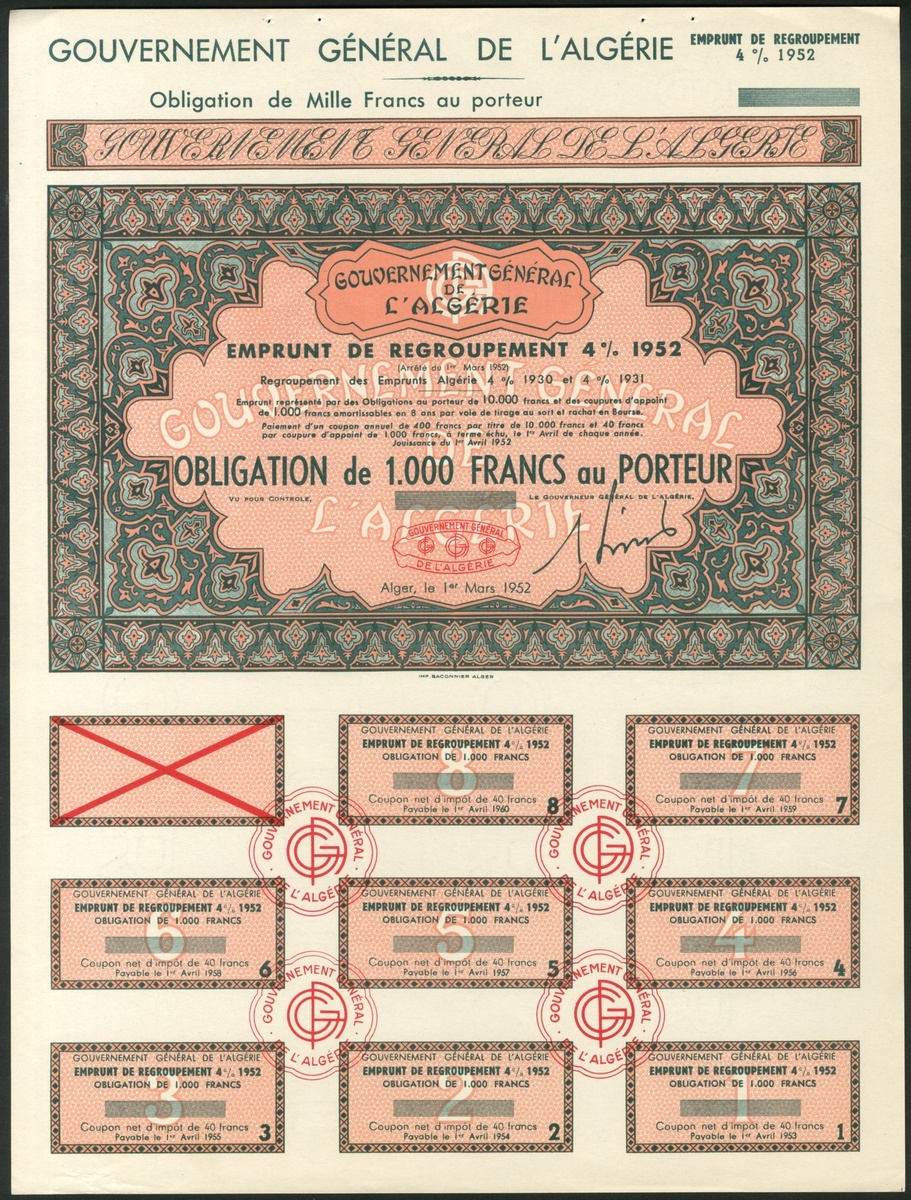 GOUVERNEMENT GÉNÉRAL DE L'ALGÉRIE
EMPRUNT DE REGROUPEMENT
4 % 1952
Obligation de Mille Francs au porteur
GOUVERNEMENT GENERAL DE L'ALGERIE
GOUVERNEMENT GÉNÉRAL
DE
L'ALGÉRIE
EMPRUNT DE REGROUPEMENT 4% 1952
(Arrêté du 1er Mars 1952)
Regroupement des Emprunts Algérie 4 % 1930 et 4 % 1931
Emprunt représenté par des Obligations au porteur de 10.000 francs et des coupures d'appoint
de 1.000 francs amortissables en 8 ans par voie de tirage au sort et rachat en Bourse.
Paiement d'un coupon annuel de 400 francs par titre de 10.000 francs et 40 francs
par coupure d'appoint de 1.000 francs, à terme échu, le 1er Avril de chaque année.
Jouissance du 1er Avril 1952
GOUVERNEMENT GENERAL
DE
L'ALGERIE
OBLIGATION de 1.000 FRANCS au PORTEUR
VU POUR CONTROLE,
LE GOUVERNEUR GÉNÉRAL DE L'ALGÉRIE,
GOUVERNEMENT GÉNÉRAL
DE L'ALGÉRIE
Alger, le 1er Mars 1952
IMP. BACONNIER ALGER
GOUVERNEMENT GÉNÉRAL DE L'ALGÉRIE
EMPRUNT DE REGROUPEMENT 4% 1952
OBLIGATION DE 1.000 FRANCS
8
Coupon net d'impôt de 40 francs
Payable le 1er Avril 1960
8
GOUVERNEMENT GÉNÉRAL DE L'ALGÉRIE
EMPRUNT DE REGROUPEMENT 4% 1952
OBLIGATION DE 1.000 FRANCS
7
Coupon net d'impôt de 40 francs
Payable le 1er Avril 1959
7
GOUVERNEMENT GÉNÉRAL
DE L'ALGÉRIE
GOUVERNEMENT GÉNÉRAL
DE L'ALGÉRIE
GOUVERNEMENT GÉNÉRAL DE L'ALGÉRIE
EMPRUNT DE REGROUPEMENT 4% 1952
OBLIGATION DE 1.000 FRANCS
6
Coupon net d'impôt de 40 francs
Payable le 1er Avril 1958
6
GOUVERNEMENT GÉNÉRAL DE L'ALGÉRIE
EMPRUNT DE REGROUPEMENT 4% 1952
OBLIGATION DE 1.000 FRANCS
5
Coupon net d'impôt de 40 francs
Payable le 1er Avril 1957
5
GOUVERNEMENT GÉNÉRAL DE L'ALGÉRIE
EMPRUNT DE REGROUPEMENT 4% 1952
OBLIGATION DE 1.000 FRANCS
4
Coupon net d'impôt de 40 francs
Payable le 1er Avril 1956
4
GOUVERNEMENT GÉNÉRAL
DE L'ALGÉRIE
GOUVERNEMENT GÉNÉRAL
DE L'ALGÉRIE
GOUVERNEMENT GÉNÉRAL DE L'ALGÉRIE
EMPRUNT DE REGROUPEMENT 4% 1952
OBLIGATION DE 1.000 FRANCS
3
Coupon net d'impôt de 40 francs
Payable le 1er Avril 1955
3
GOUVERNEMENT GÉNÉRAL DE L'ALGÉRIE
EMPRUNT DE REGROUPEMENT 4% 1952
OBLIGATION DE 1.000 FRANCS
2
Coupon net d'impôt de 40 francs
Payable le 1er Avril 1954
2
GOUVERNEMENT GÉNÉRAL DE L'ALGÉRIE
EMPRUNT DE REGROUPEMENT 4% 1952
OBLIGATION DE 1.000 FRANCS
1
Coupon net d'impôt de 40 francs
Payable le 1er Avril 1953
1